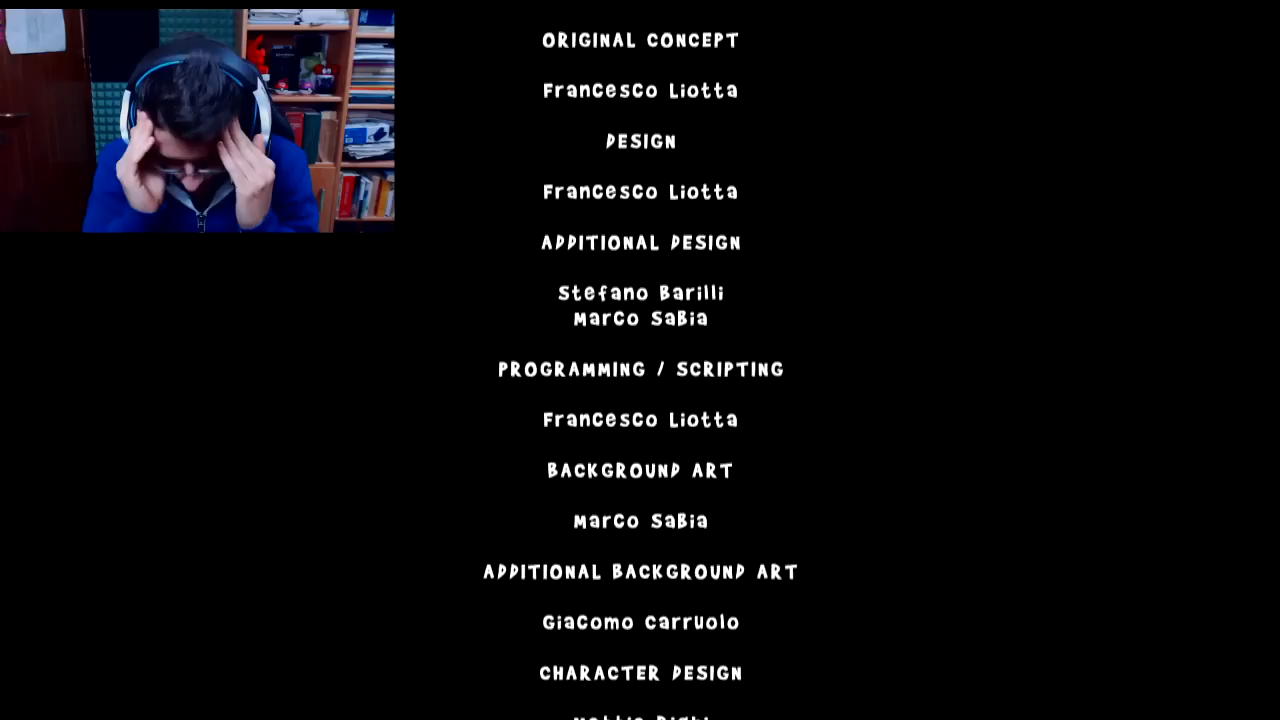 ORIGINAL CONCEPT
Francesco Liotta
DESIGN
Francesco Liotta
ADDITIONAL DESIGN
Stefano Barilli
Marco Sabia
PROGRAMMING / SCRIPTING
Francesco Liotta
BACKGROUND ART
Marco Sabia
ADDITIONAL BACKGROUND ART
Giacomo Carruolo
CHARACTER DESIGN